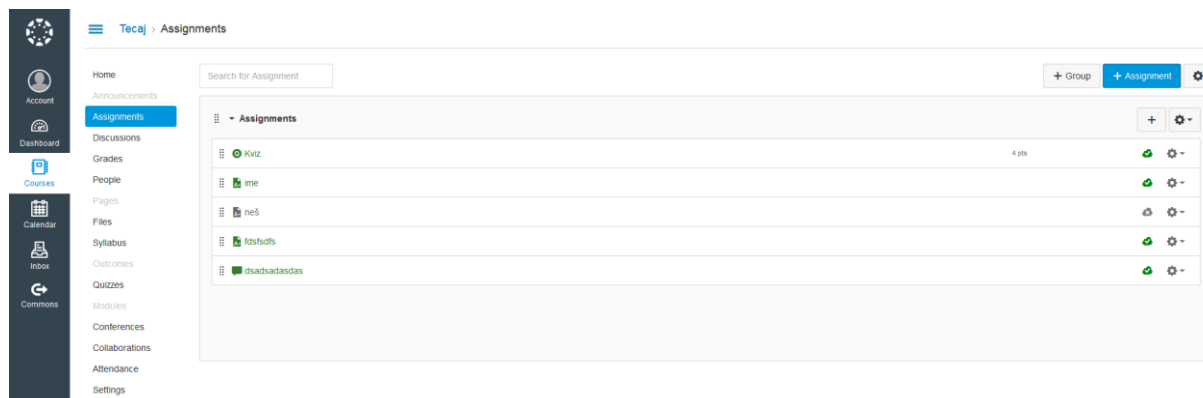 Tecaj > Assignments
Account
Dashboard
Courses
Calendar
Inbox
Commons
Home
Announcements
Assignments
Discussions
Grades
People
Pages
Files
Syllabus
Outcomes
Quizzes
Modules
Conferences
Collaborations
Attendance
Settings
Search for Assignment
+ Group
+ Assignment
Assignments
+
Kviz
4 pts
ime
neš
fdsfsdfs
dsadsadasdas